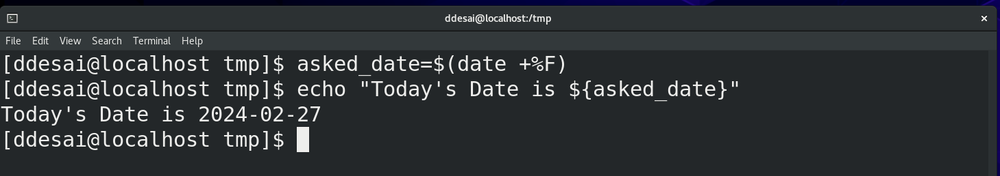 ddesai@localhost:/tmp
File Edit View Search Terminal Help
[ddesai@localhost tmp]$ asked_date=$(date +%F)
[ddesai@localhost tmp]$ echo "Today's Date is ${asked_date}"
Today's Date is 2024-02-27
[ddesai@localhost tmp]$